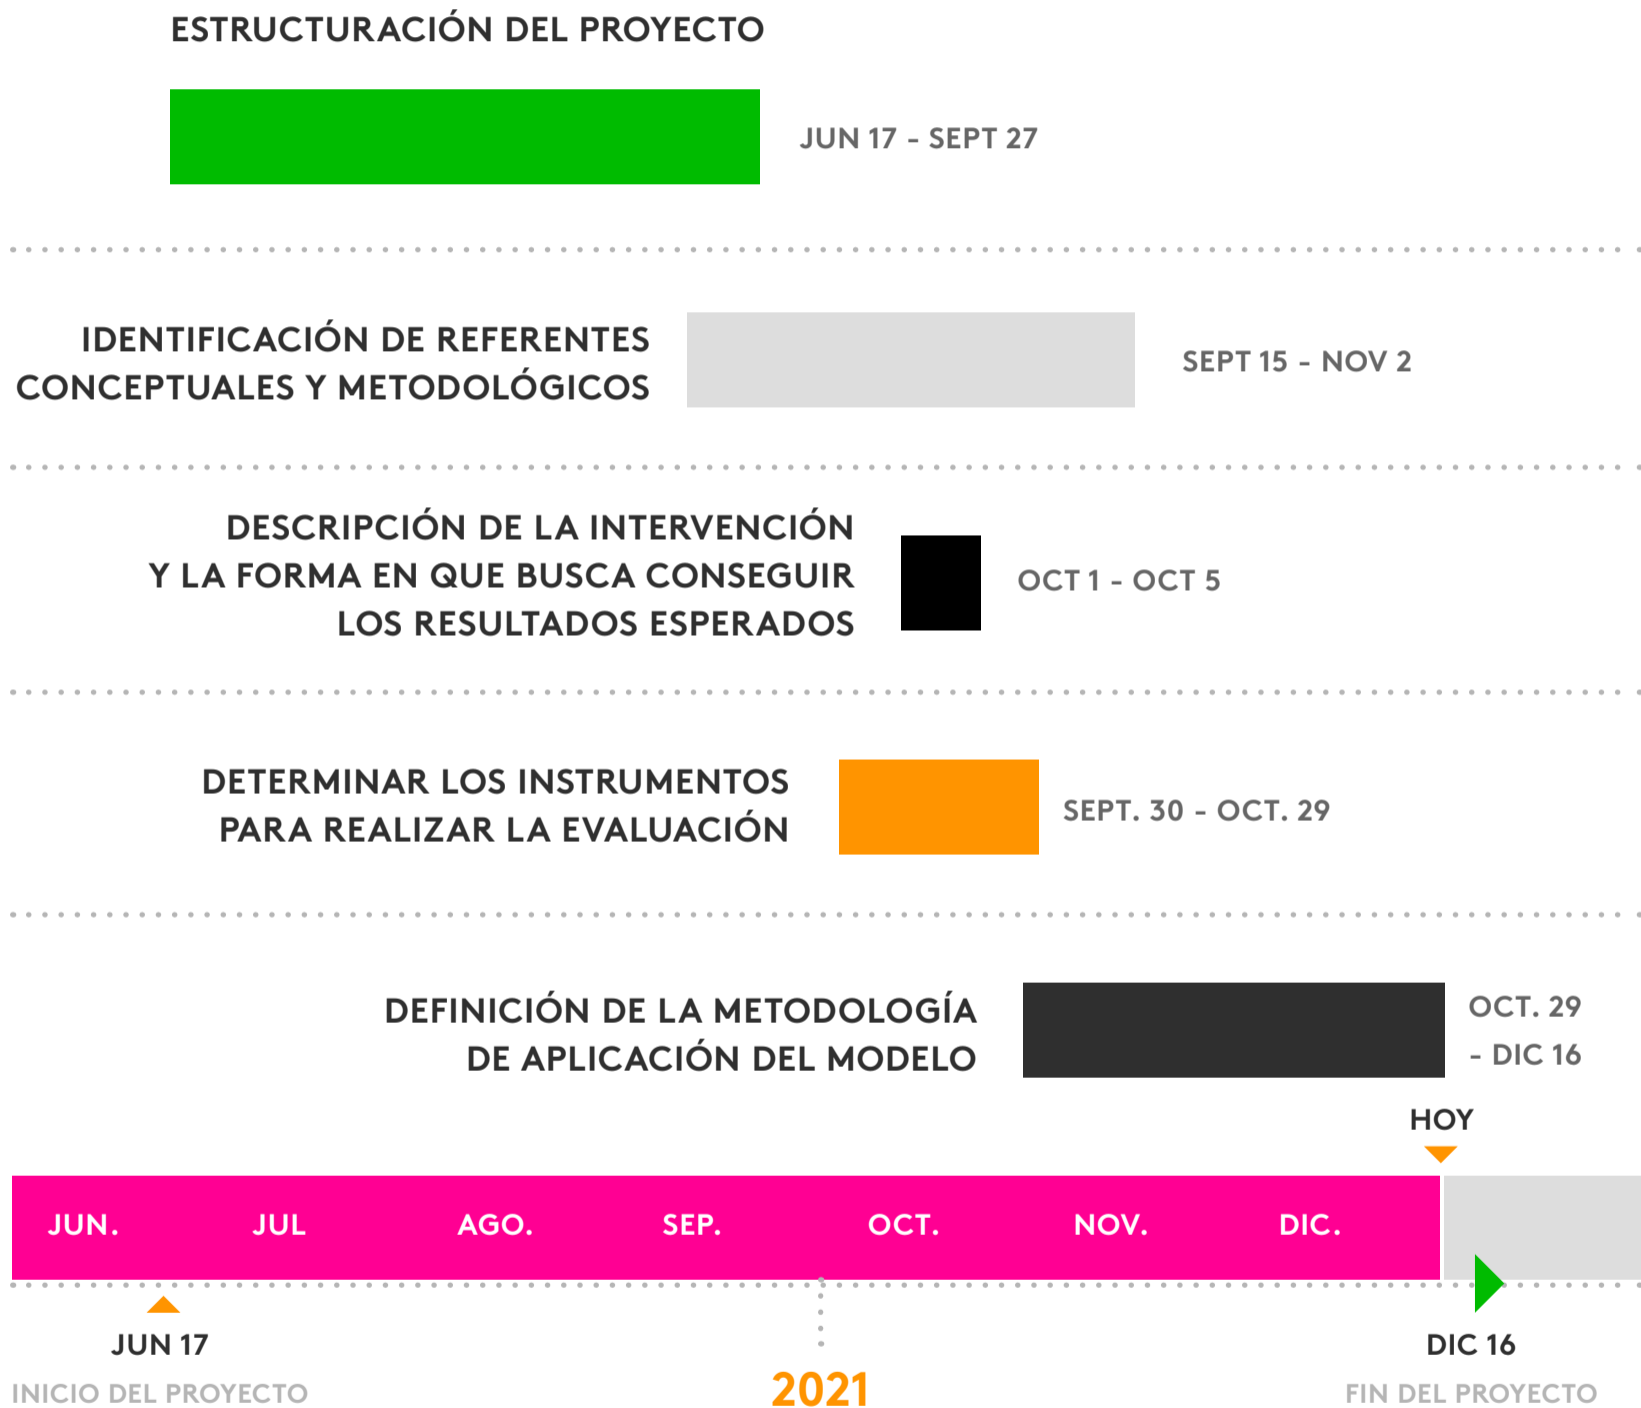 ESTRUCTURACIÓN DEL PROYECTO
JUN 17 - SEPT 27
IDENTIFICACIÓN DE REFERENTES
CONCEPTUALES Y METODOLÓGICOS
SEPT 15 - NOV 2
DESCRIPCIÓN DE LA INTERVENCIÓN
Y LA FORMA EN QUE BUSCA CONSEGUIR
LOS RESULTADOS ESPERADOS
OCT 1 - OCT 5
DETERMINAR LOS INSTRUMENTOS
PARA REALIZAR LA EVALUACIÓN
SEPT. 30 - OCT. 29
DEFINICIÓN DE LA METODOLOGÍA
DE APLICACIÓN DEL MODELO
OCT. 29
- DIC 16
HOY
JUN. JUL AGO. SEP. OCT. NOV. DIC.
JUN 17
INICIO DEL PROYECTO
2021
DIC 16
FIN DEL PROYECTO